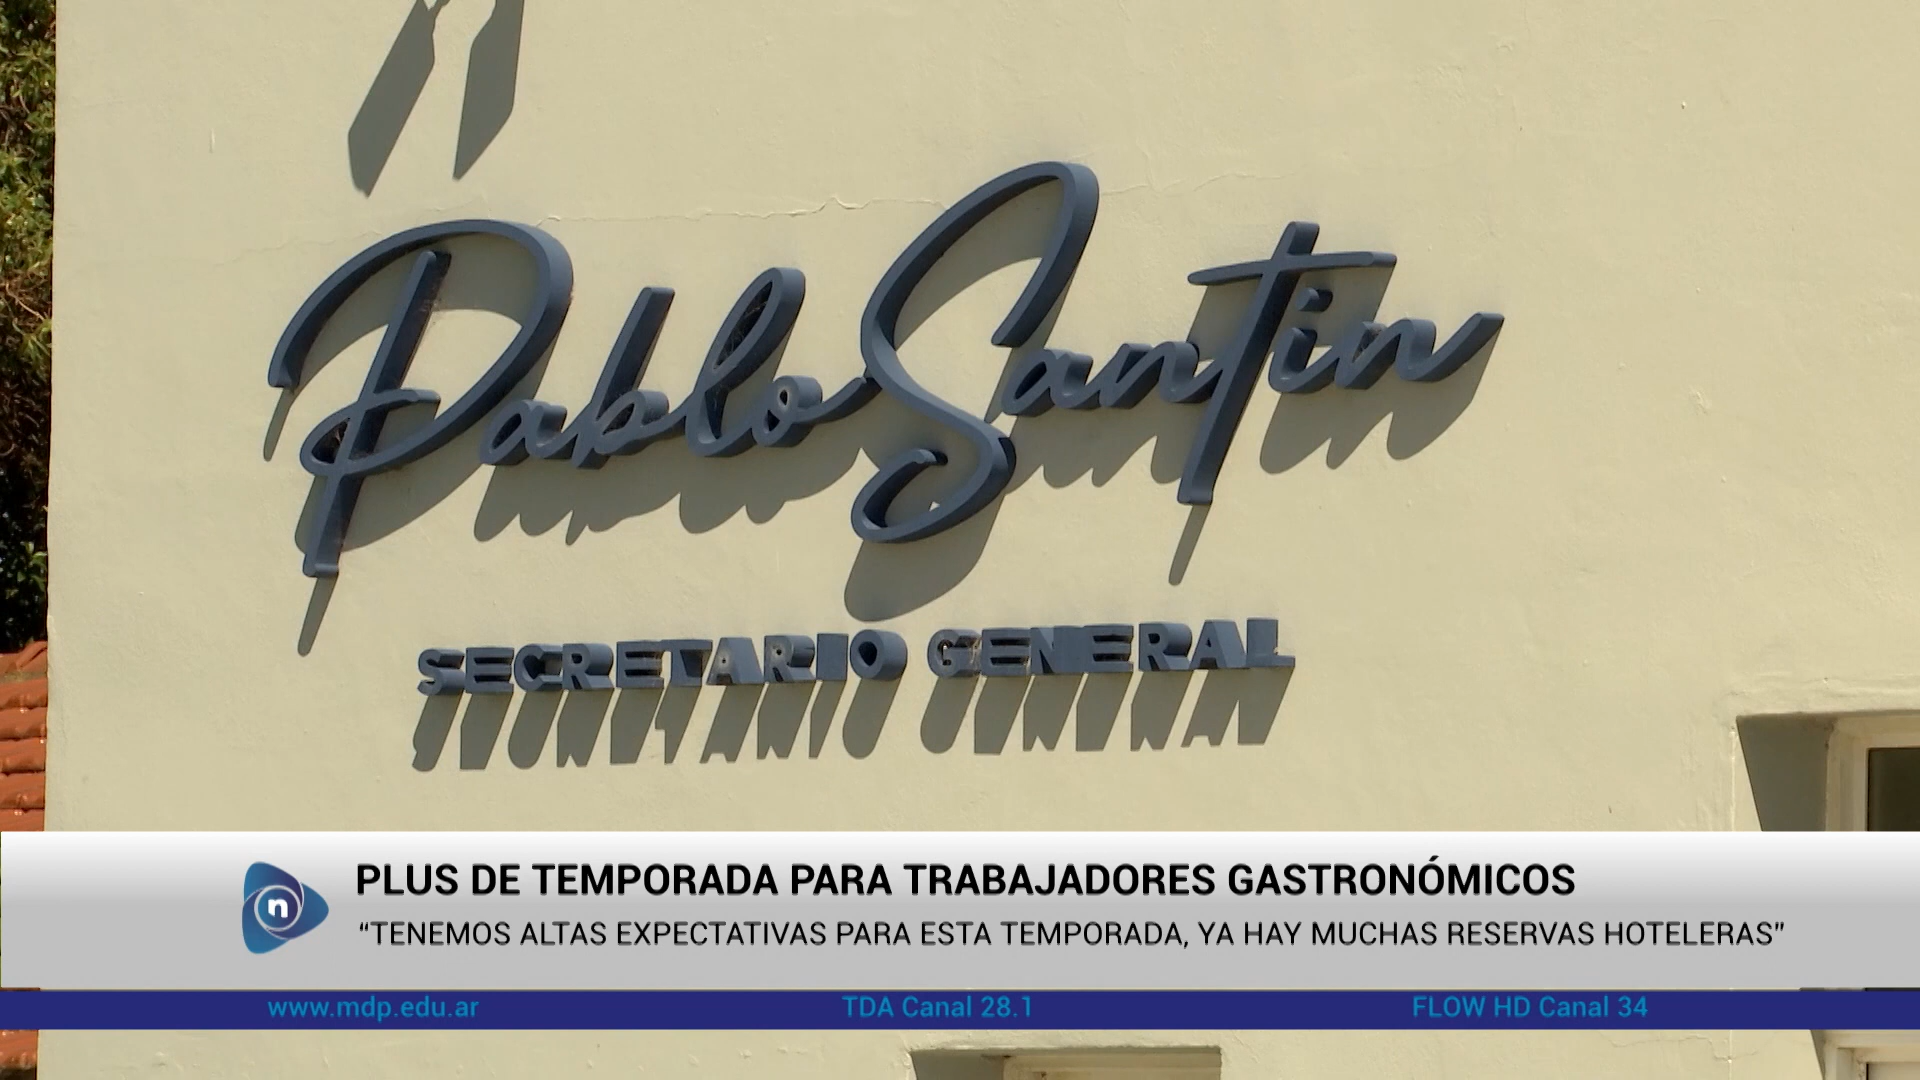 Pablo Santin
SECRETARIO GENERAL
PLUS DE TEMPORADA PARA TRABAJADORES GASTRONÓMICOS
“TENEMOS ALTAS EXPECTATIVAS PARA ESTA TEMPORADA, YA HAY MUCHAS RESERVAS HOTELERAS”
n
www.mdp.edu.ar TDA Canal 28.1 FLOW HD Canal 34